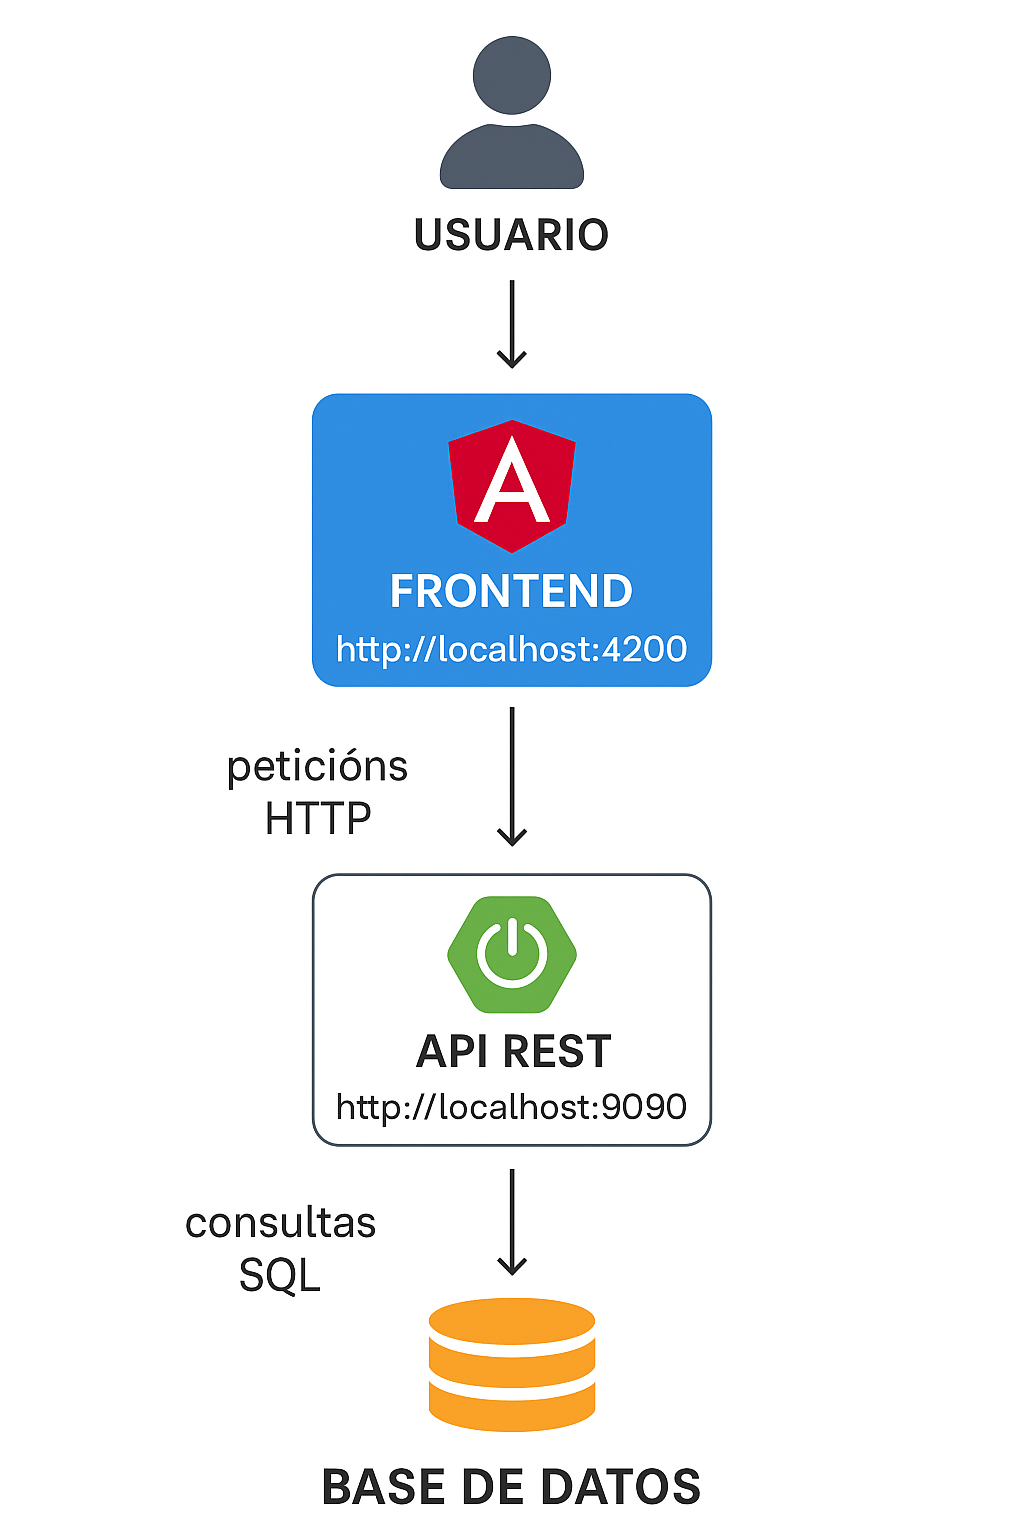 USUARIO
A
FRONTEND
http://localhost:4200
peticións
HTTP
API REST
http://localhost:9090
consultas
SQL
BASE DE DATOS